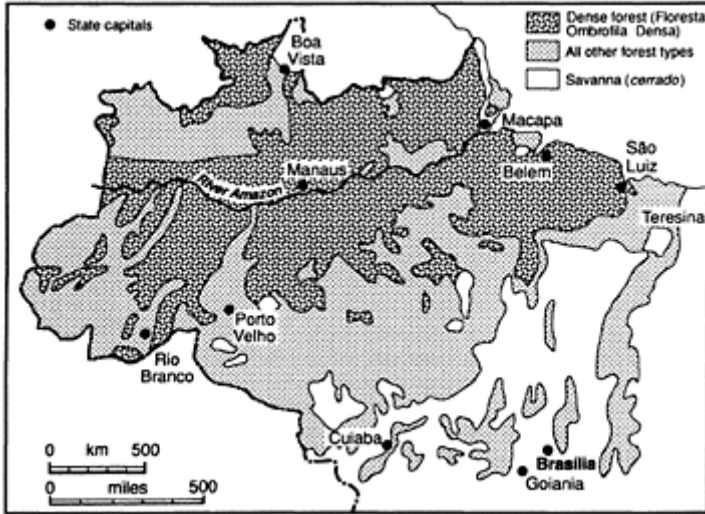 State capitals
Dense forest (Floresta
Ombrofila Densa)
All other forest types
Savanna (cerrado)
Boa
Vista
Macapa
São
Luiz
Belem
Manaus
River Amazon
Teresina
Porto
Velho
Rio
Branco
Cuiaba
Brasília
Goiania
0 km 500
0 miles 500